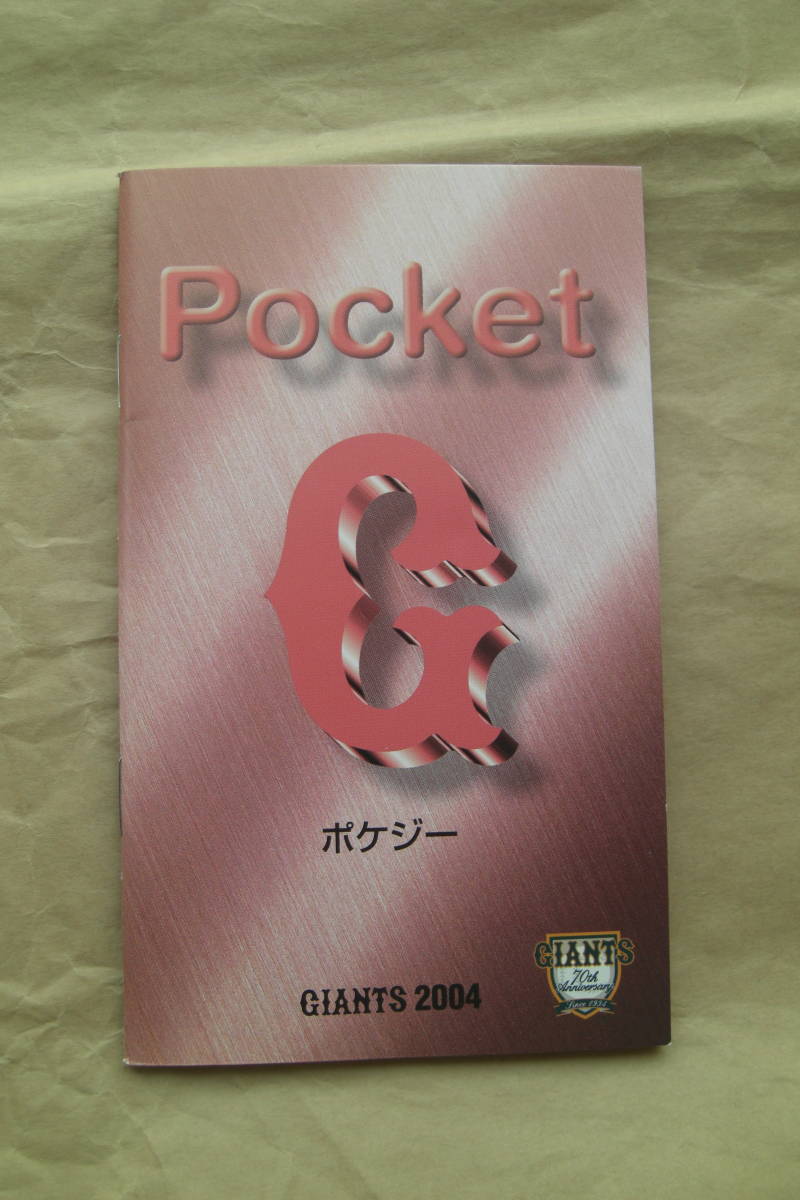 Pocket
G
ポケジー
GIANTS 2004
GIANTS
70th
Anniversary
Since 1934